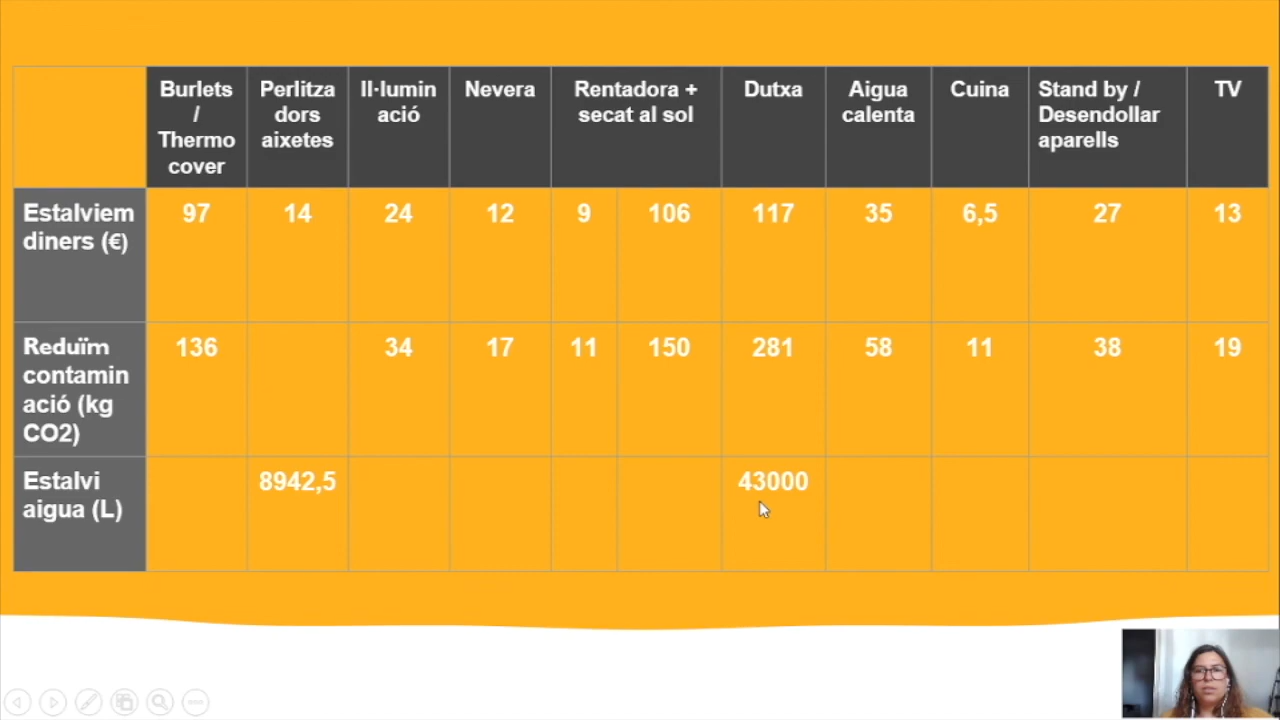 Burlets
/
Thermo
cover
Perlitza
dors
aixetes
Il·lumin
ació
Nevera
Rentadora +
secat al sol
Dutxa
Aigua
calenta
Cuina
Stand by /
Desendollar
aparells
TV
Estalviem
diners (€)
97
14
24
12
9
106
117
35
6,5
27
13
Reduïm
contamin
ació (kg
CO2)
136
34
17
11
150
281
58
11
38
19
Estalvi
aigua (L)
8942,5
43000